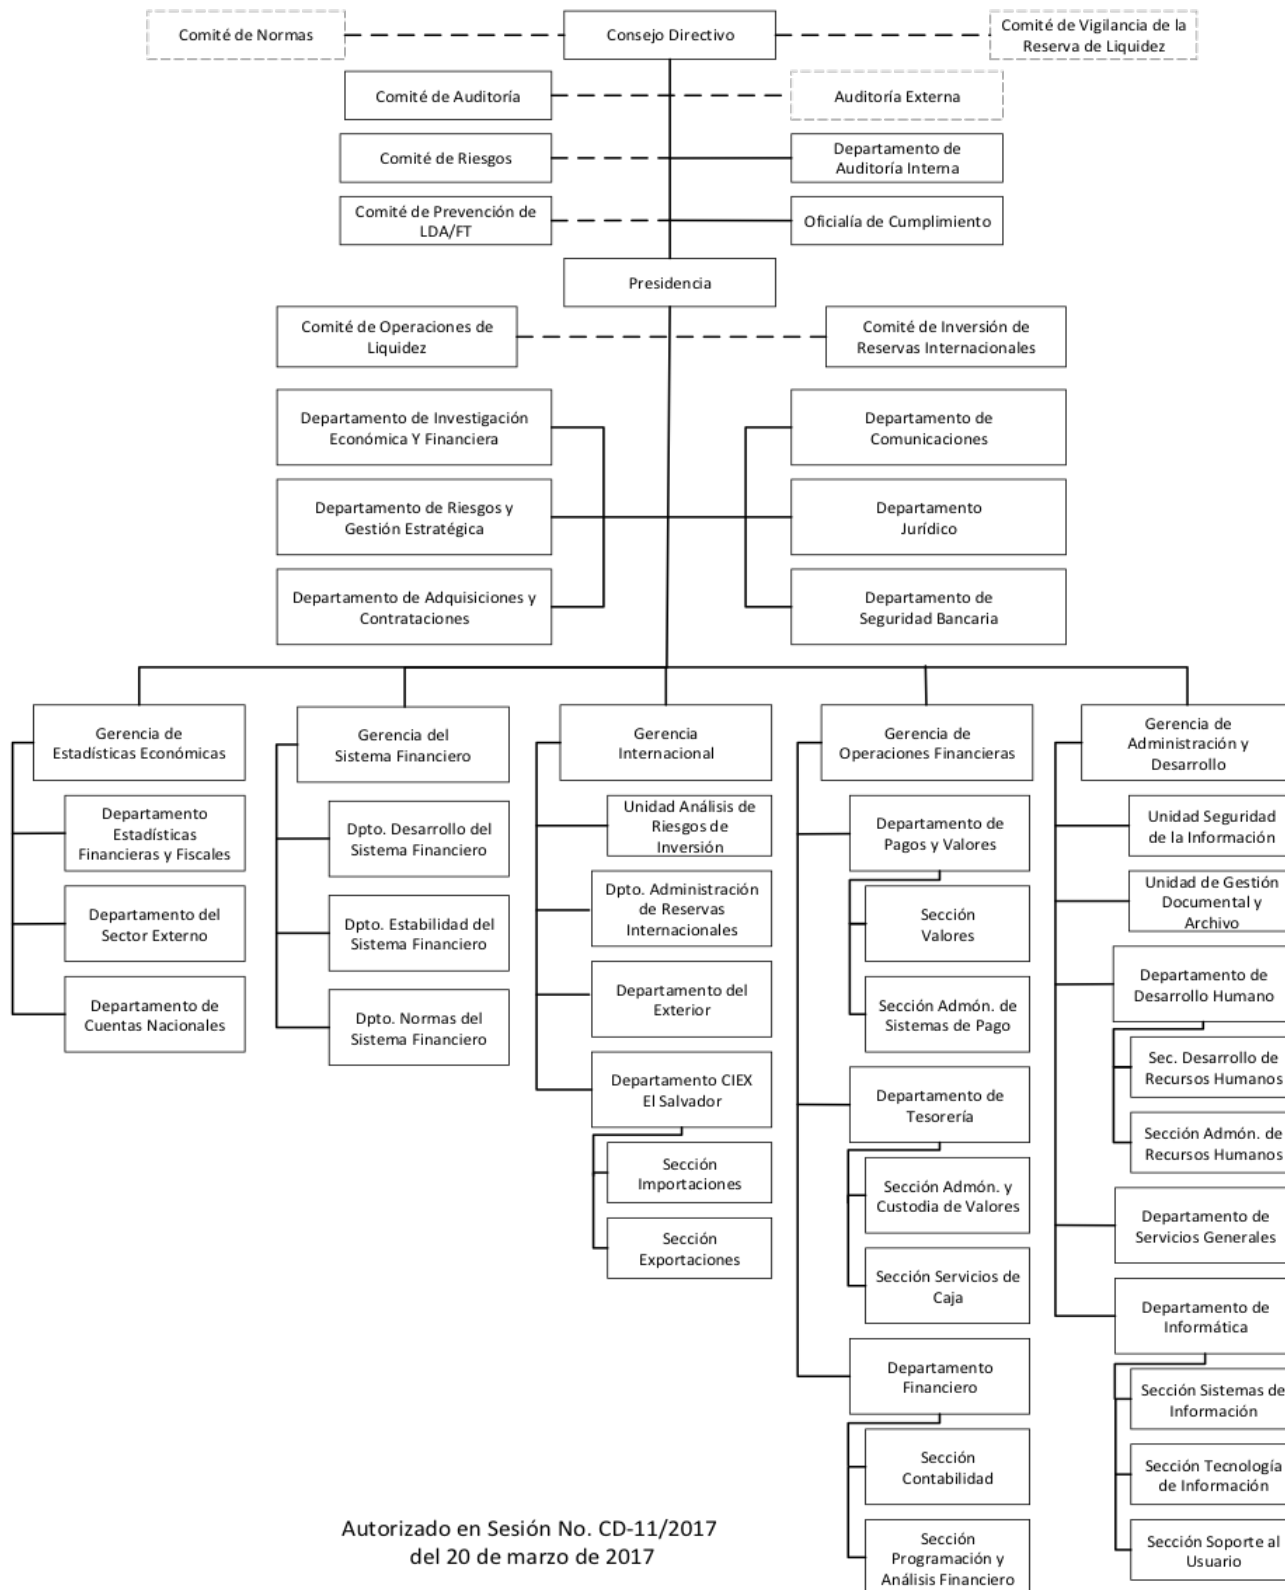 Comité de Normas
Consejo Directivo
Comité de Vigilancia de la
Reserva de Liquidez
Comité de Auditoría
Auditoría Externa
Comité de Riesgos
Departamento de
Auditoría Interna
Comité de Prevención de
LDA/FT
Oficialía de Cumplimiento
Presidencia
Comité de Operaciones de
Liquidez
Comité de Inversión de
Reservas Internacionales
Departamento de Investigación
Económica Y Financiera
Departamento de
Comunicaciones
Departamento de Riesgos y
Gestión Estratégica
Departamento
Jurídico
Departamento de Adquisiciones y
Contrataciones
Departamento de
Seguridad Bancaria
Gerencia de
Estadísticas Económicas
Departamento
Estadísticas
Financieras y Fiscales
Departamento del
Sector Externo
Departamento de
Cuentas Nacionales
Gerencia del
Sistema Financiero
Dpto. Desarrollo del
Sistema Financiero
Dpto. Estabilidad del
Sistema Financiero
Dpto. Normas del
Sistema Financiero
Gerencia
Internacional
Unidad Análisis de
Riesgos de
Inversión
Dpto. Administración
de Reservas
Internacionales
Departamento del
Exterior
Departamento CIEX
El Salvador
Sección
Importaciones
Sección
Exportaciones
Gerencia de
Operaciones Financieras
Departamento de
Pagos y Valores
Sección
Valores
Sección Admón. de
Sistemas de Pago
Departamento de
Tesorería
Sección Admón. y
Custodia de Valores
Sección Servicios de
Caja
Departamento
Financiero
Sección
Contabilidad
Sección
Programación y
Análisis Financiero
Gerencia de
Administración y
Desarrollo
Unidad Seguridad
de la Información
Unidad de Gestión
Documental y
Archivo
Departamento de
Desarrollo Humano
Sec. Desarrollo de
Recursos Humanos
Sección Admón. de
Recursos Humanos
Departamento de
Servicios Generales
Departamento de
Informática
Sección Sistemas de
Información
Sección Tecnología
de Información
Sección Soporte al
Usuario
Autorizado en Sesión No. CD-11/2017
del 20 de marzo de 2017